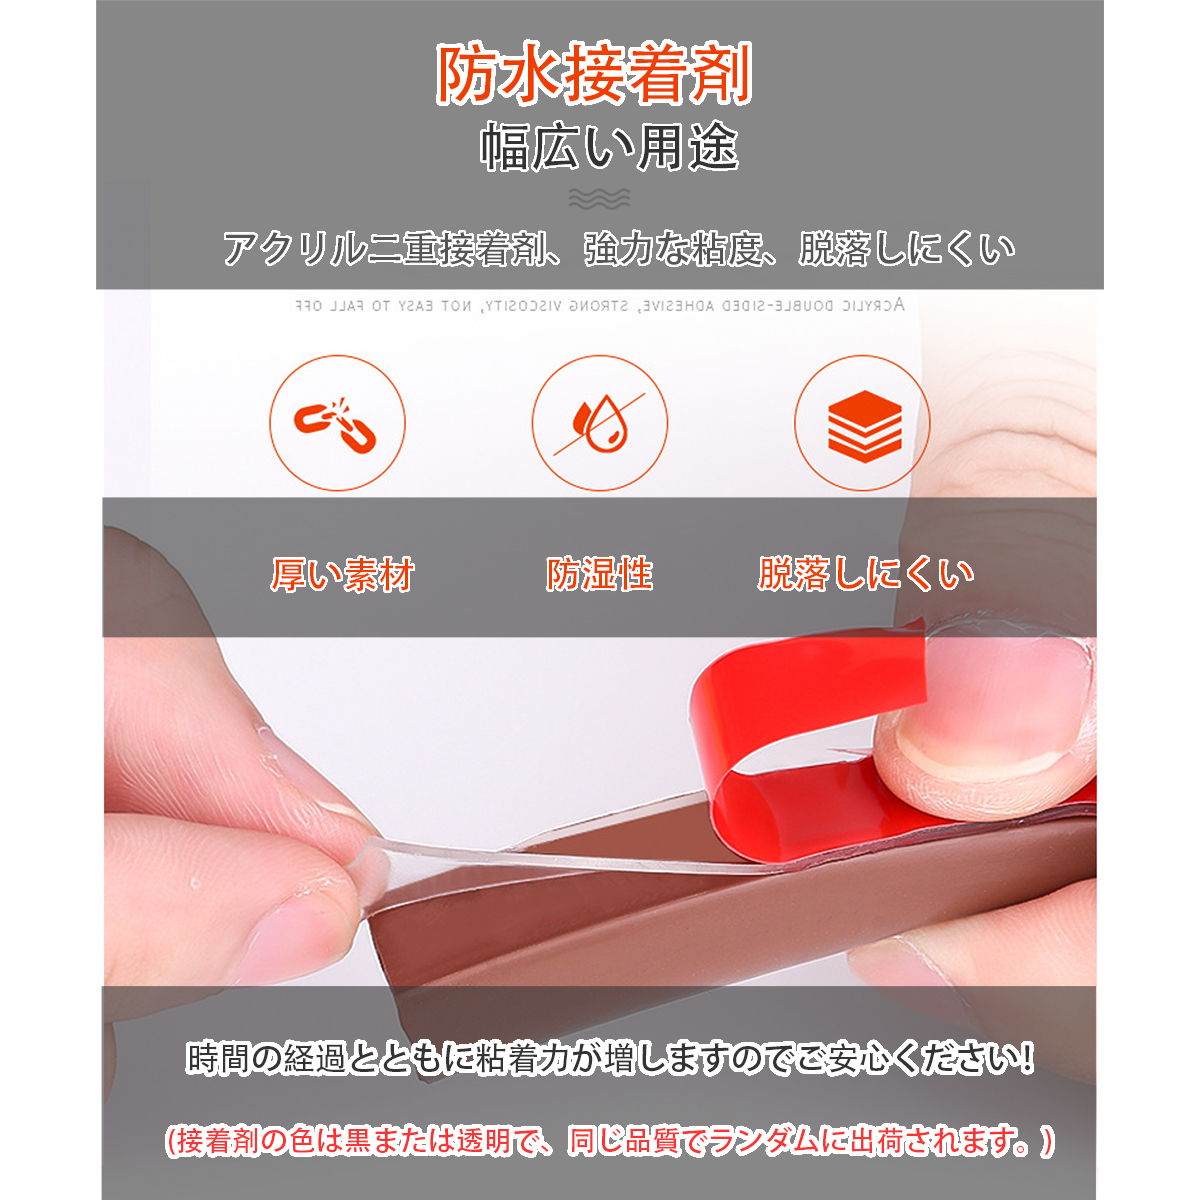 防水接着剤
幅広い用途
アクリル二重接着剤、強力な粘度、脱落しにくい
ACRYLIC DOUBLE-SIDED ADHESIVE, STRONG VISCOSITY, NOT EASY TO FALL OFF
厚い素材 防湿性 脱落しにくい
時間の経過とともに粘着力が増しますのでご安心ください!
(接着剤の色は黒または透明で、同じ品質でランダムに出荷されます。)